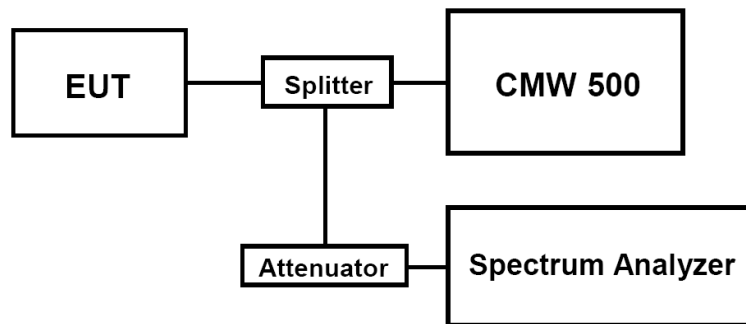 EUT
Splitter
CMW 500
Attenuator
Spectrum Analyzer